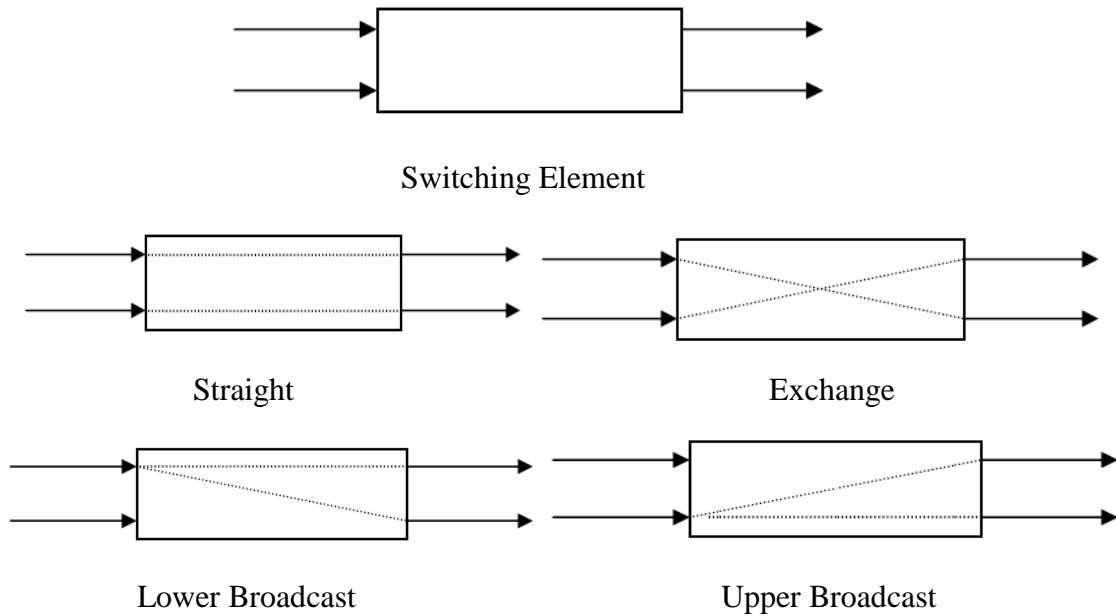 Switching Element
Straight
Exchange
Lower Broadcast
Upper Broadcast